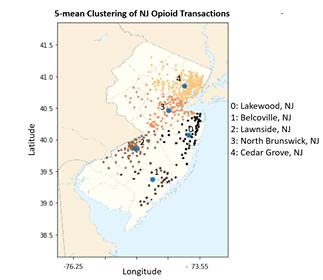 5-mean Clustering of NJ Opioid Transactions
41.5
41.0
40.5
40.0
39.5
39.0
38.5
Latitude
4
3
0
2
1
-76.25
-73.55
Longitude
0: Lakewood, NJ
1: Belcoville, NJ
2: Lawnside, NJ
3: North Brunswick, NJ
4: Cedar Grove, NJ